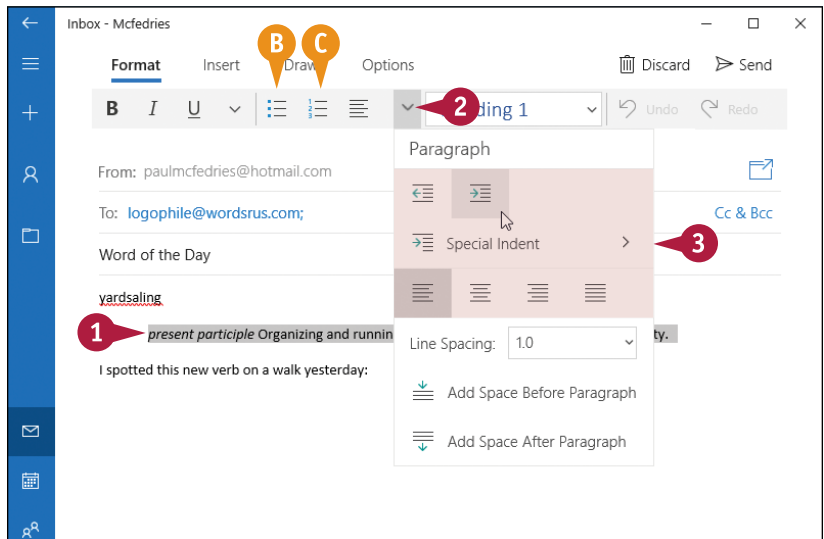 Inbox - Mcfedries
B C
Format Insert Draw Options Discard Send
B I U 2 ding 1 Undo Redo
Paragraph
From: paulmcfedries@hotmail.com
To: logophile@wordsrus.com; Cc & Bcc
Special Indent 3
Word of the Day
yardsaling
1 present participle Organizing and runnin ty.
Line Spacing: 1.0
I spotted this new verb on a walk yesterday:
Add Space Before Paragraph
Add Space After Paragraph